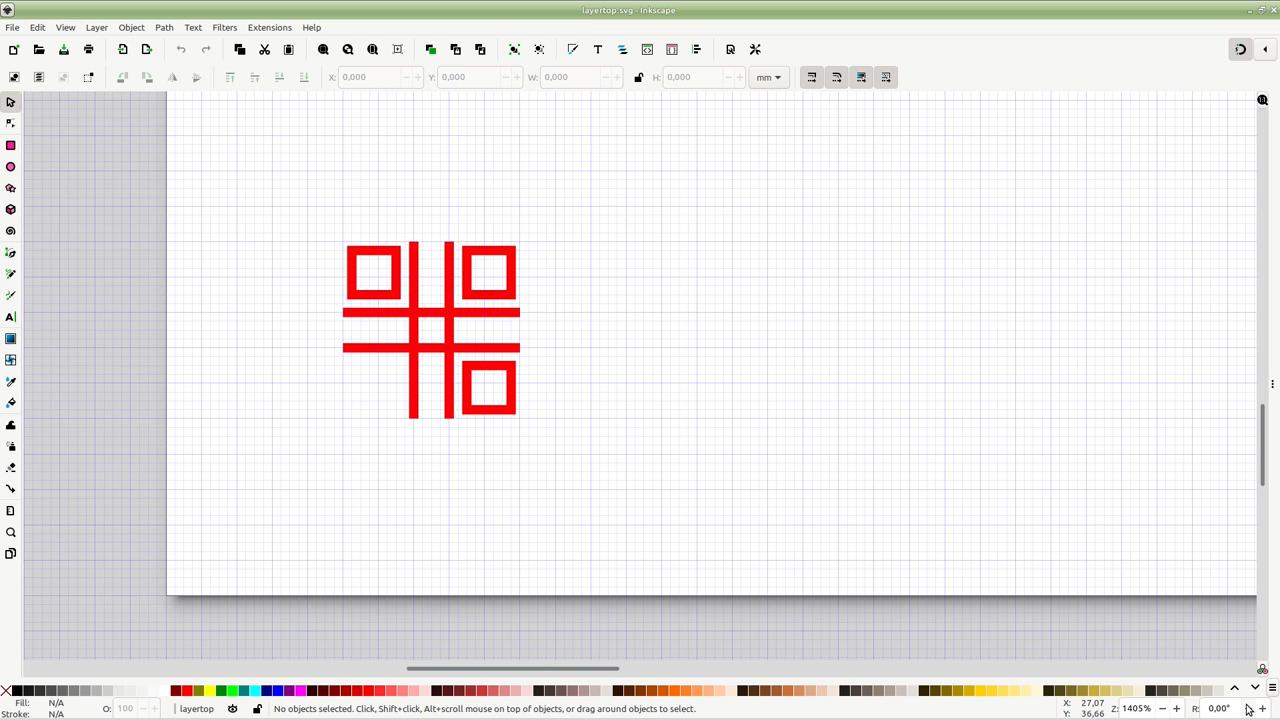 layertop.svg - Inkscape
File Edit View Layer Object Path Text Filters Extensions Help
X: 0,000 Y: 0,000 W: 0,000 H: 0,000 mm
Fill: N/A O: 100 layertop No objects selected. Click, Shift+click, Alt+scroll mouse on top of objects, or drag around objects to select. X: 27,07 Z: 1405% R: 0,00°
Stroke: N/A Y: 36,66